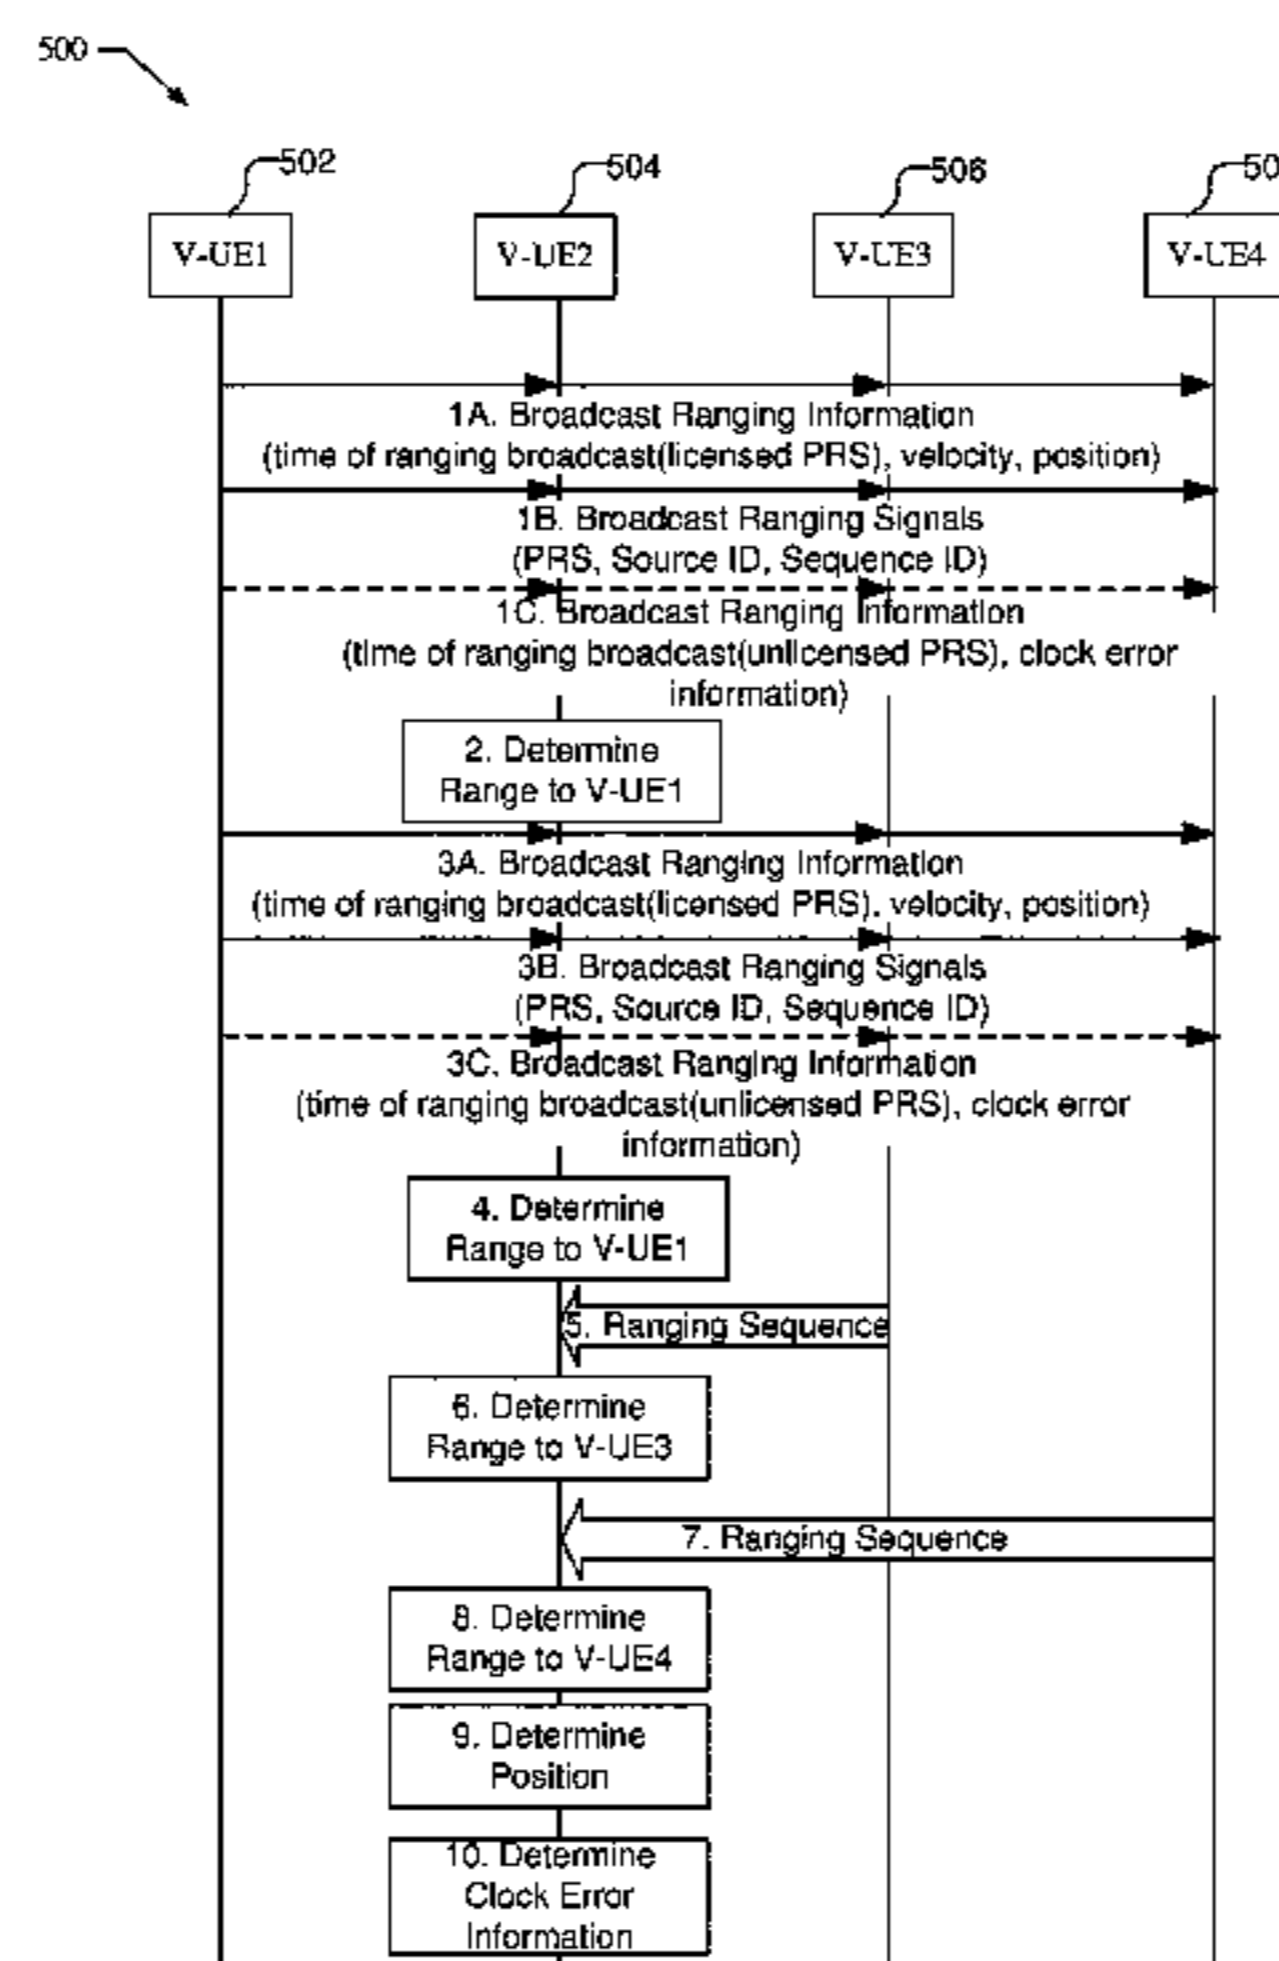 500
502
504
506
50
V-UE1
V-UE2
V-UE3
V-UE4
1A. Broadcast Ranging Information
(time of ranging broadcast(licensed PRS), velocity, position)
1B. Broadcast Ranging Signals
(PRS, Source ID, Sequence ID)
1C. Broadcast Ranging Information
(time of ranging broadcast(unlicensed PRS), clock error
information)
2. Determine
Range to V-UE1
3A. Broadcast Ranging Information
(time of ranging broadcast(licensed PRS), velocity, position)
3B. Broadcast Ranging Signals
(PRS, Source ID, Sequence ID)
3C. Broadcast Ranging Information
(time of ranging broadcast(unlicensed PRS), clock error
information)
4. Determine
Range to V-UE1
5. Ranging Sequence
6. Determine
Range to V-UE3
7. Ranging Sequence
8. Determine
Range to V-UE4
9. Determine
Position
10. Determine
Clock Error
Information